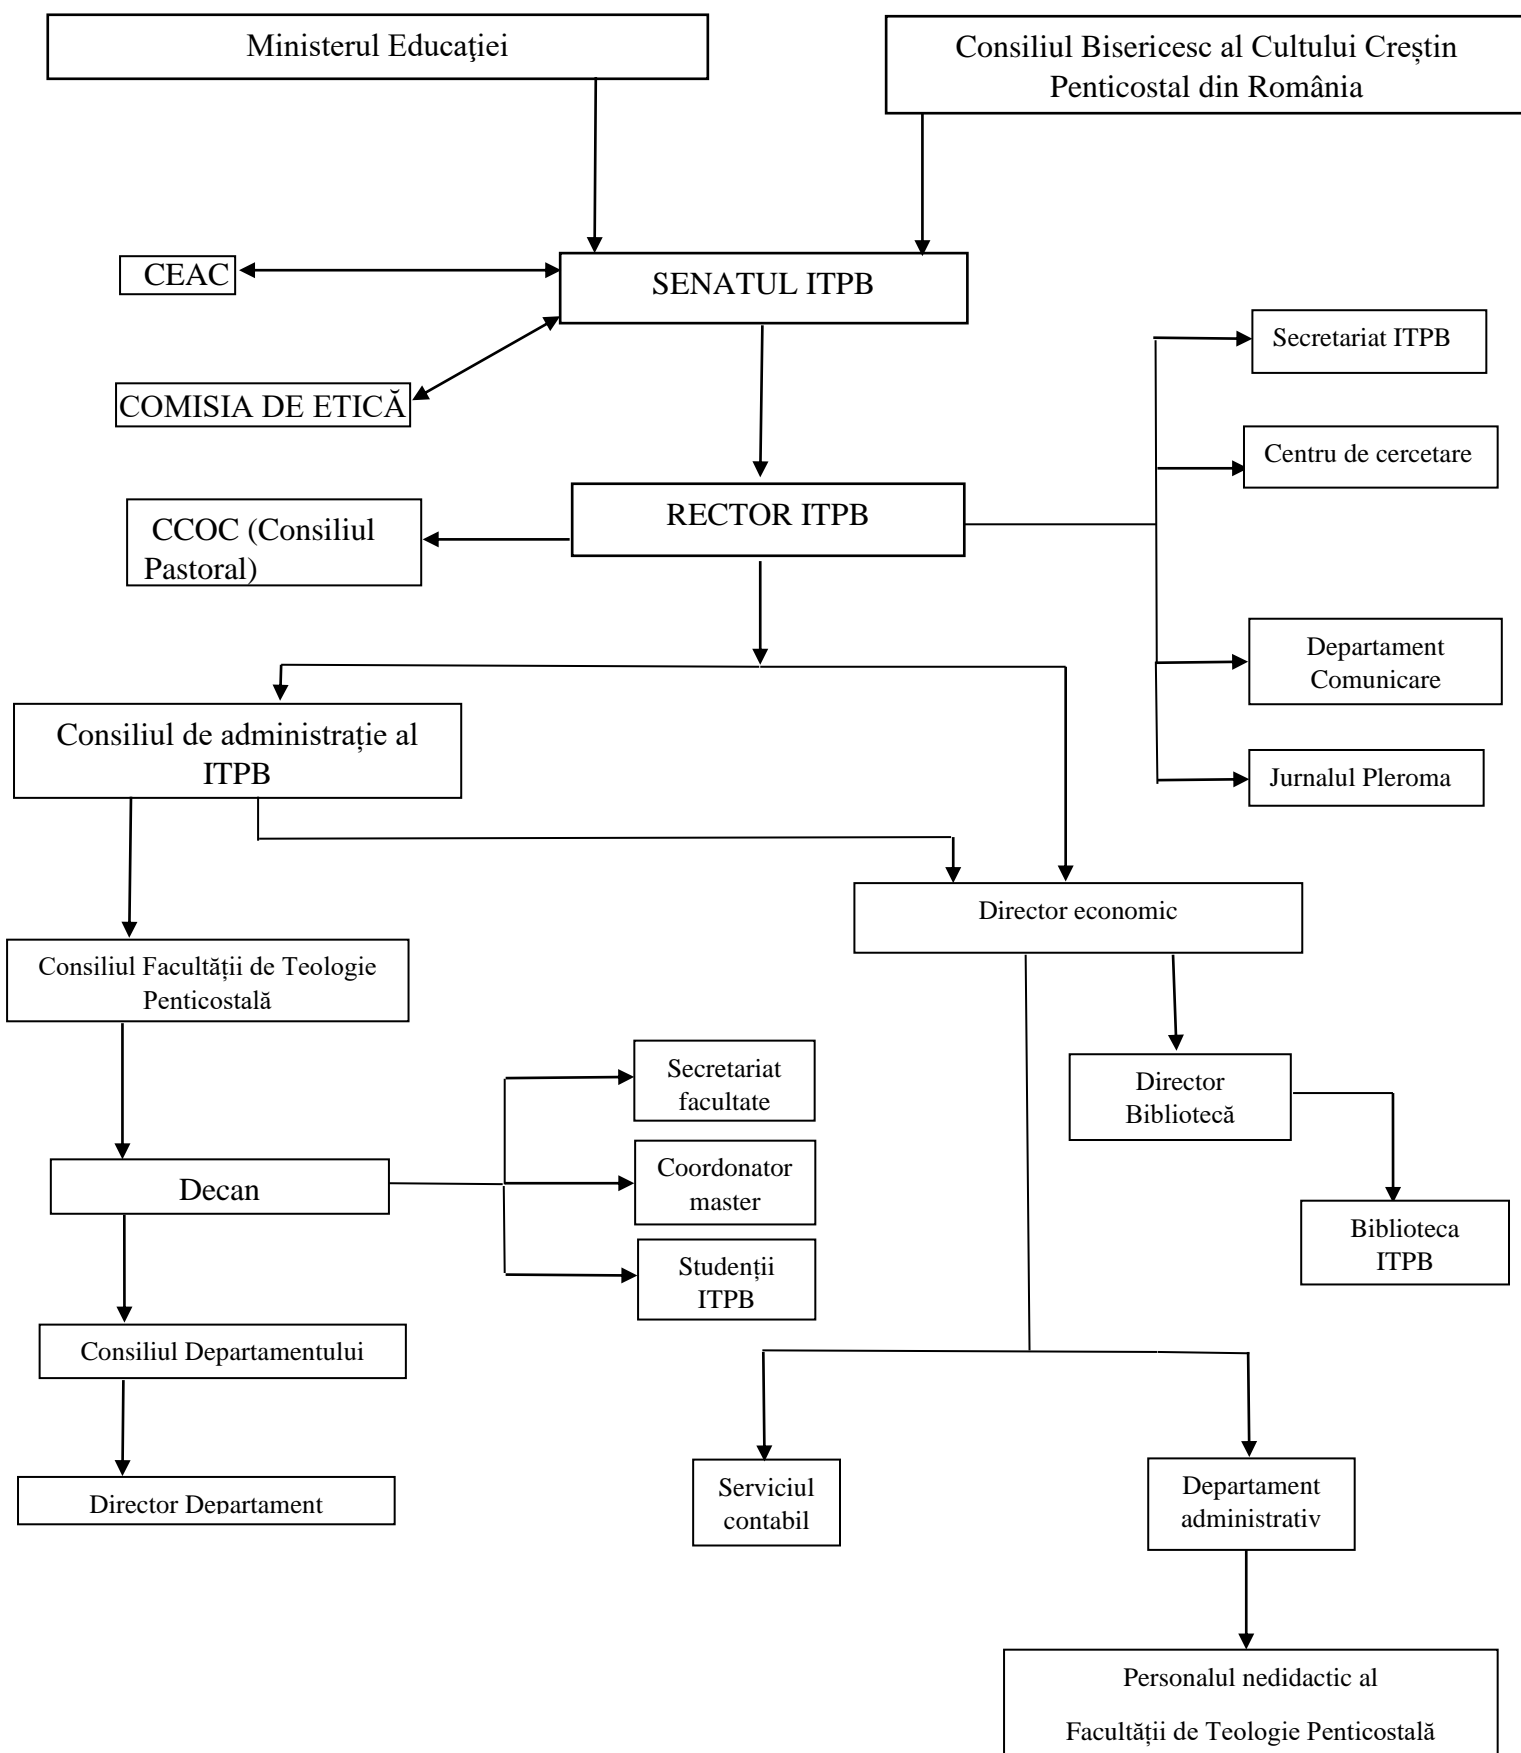 Ministerul Educaţiei
Consiliul Bisericesc al Cultului Creștin
Penticostal din România
CEAC
SENATUL ITPB
Secretariat ITPB
COMISIA DE ETICĂ
Centru de cercetare
CCOC (Consiliul
Pastoral)
RECTOR ITPB
Departament
Comunicare
Consiliul de administrație al
ITPB
Jurnalul Pleroma
Director economic
Consiliul Facultății de Teologie
Penticostală
Secretariat
facultate
Director
Bibliotecă
Decan
Coordonator
master
Biblioteca
ITPB
Studenții
ITPB
Consiliul Departamentului
Director Departament
Serviciul
contabil
Departament
administrativ
Personalul nedidactic al
Facultății de Teologie Penticostală